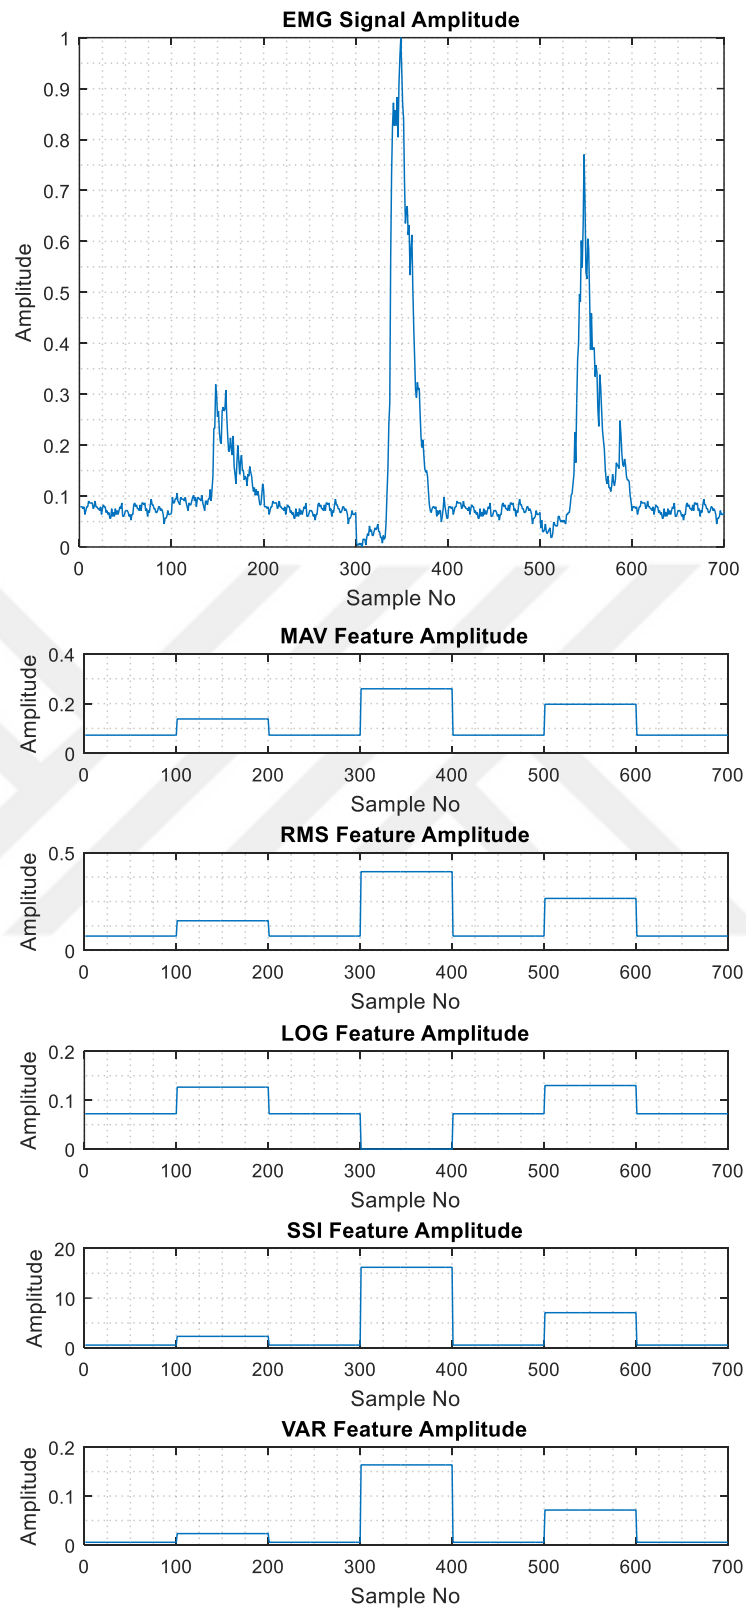 EMG Signal Amplitude
Amplitude
1
0.9
0.8
0.7
0.6
0.5
0.4
0.3
0.2
0.1
0
0 100 200 300 400 500 600 700
Sample No
MAV Feature Amplitude
Amplitude
0.4
0.2
0
0 100 200 300 400 500 600 700
Sample No
RMS Feature Amplitude
Amplitude
0.5
0
0 100 200 300 400 500 600 700
Sample No
LOG Feature Amplitude
Amplitude
0.2
0.1
0
0 100 200 300 400 500 600 700
Sample No
SSI Feature Amplitude
Amplitude
20
10
0
0 100 200 300 400 500 600 700
Sample No
VAR Feature Amplitude
Amplitude
0.2
0.1
0
0 100 200 300 400 500 600 700
Sample No